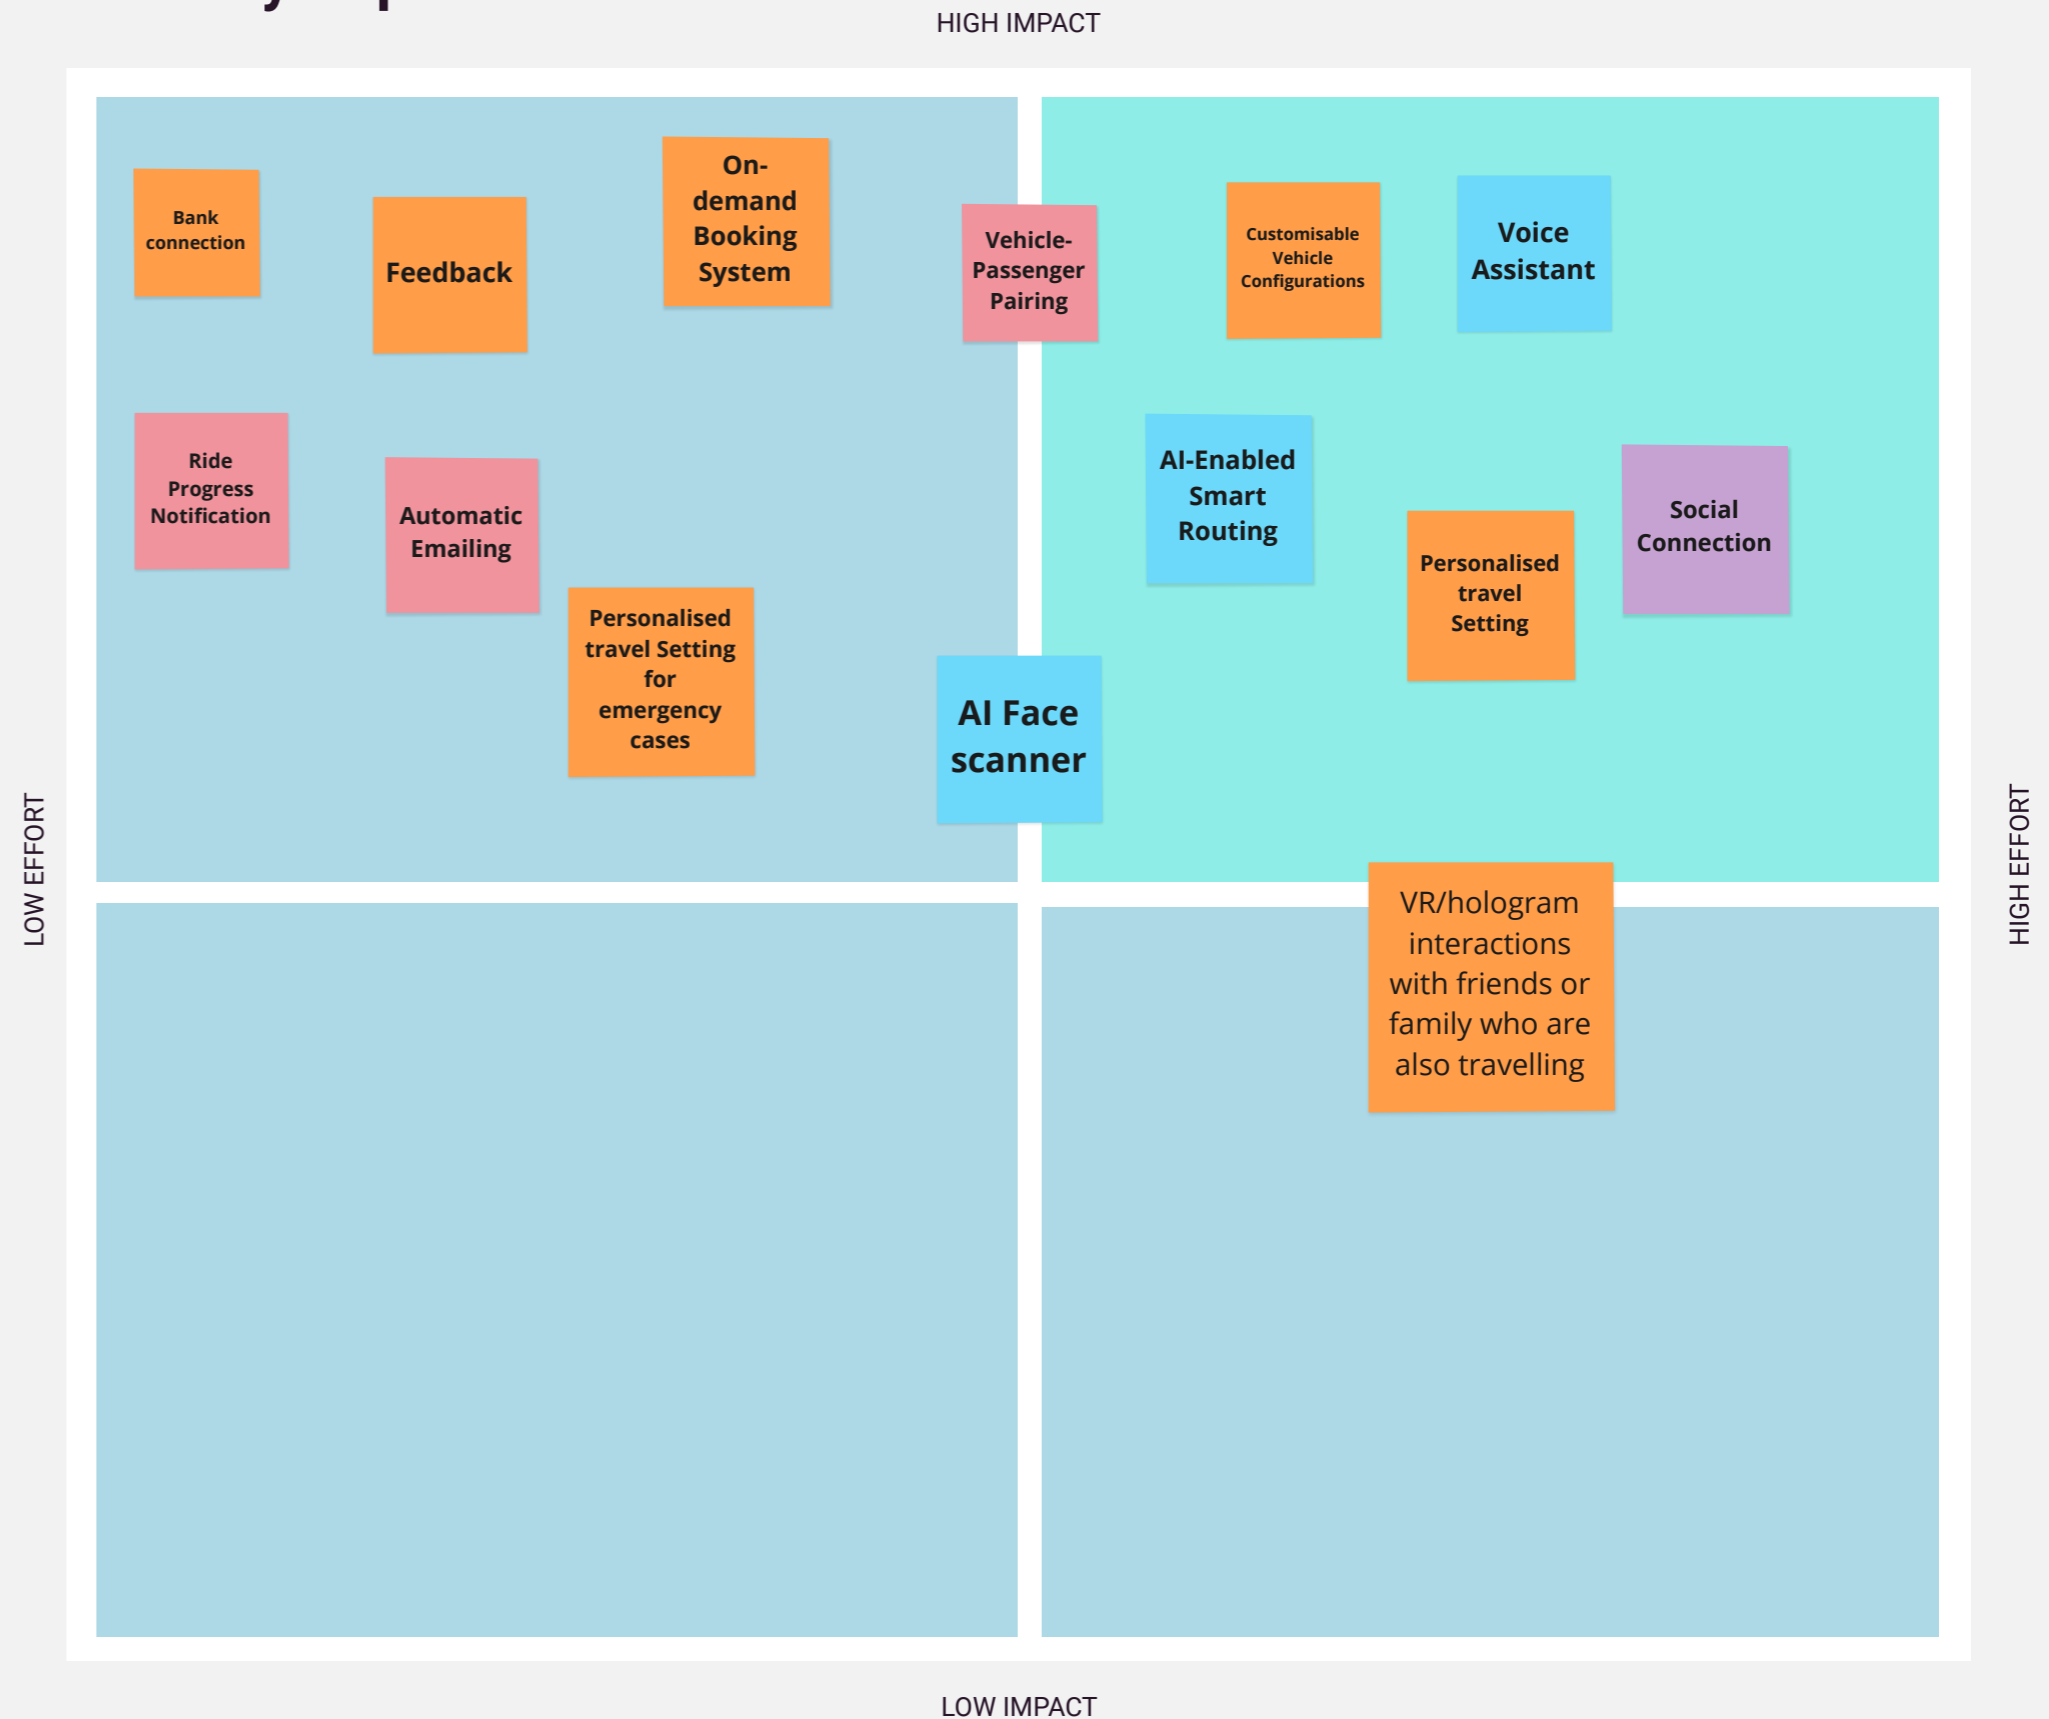 HIGH IMPACT
Bank
connection
Feedback
On-
demand
Booking
System
Vehicle-
Passenger
Pairing
Customisable
Vehicle
Configurations
Voice
Assistant
Ride
Progress
Notification
Automatic
Emailing
Personalised
travel Setting
for
emergency
cases
AI Face
scanner
AI-Enabled
Smart
Routing
Personalised
travel
Setting
Social
Connection
LOW EFFORT
HIGH EFFORT
VR/hologram
interactions
with friends or
family who are
also travelling
LOW IMPACT